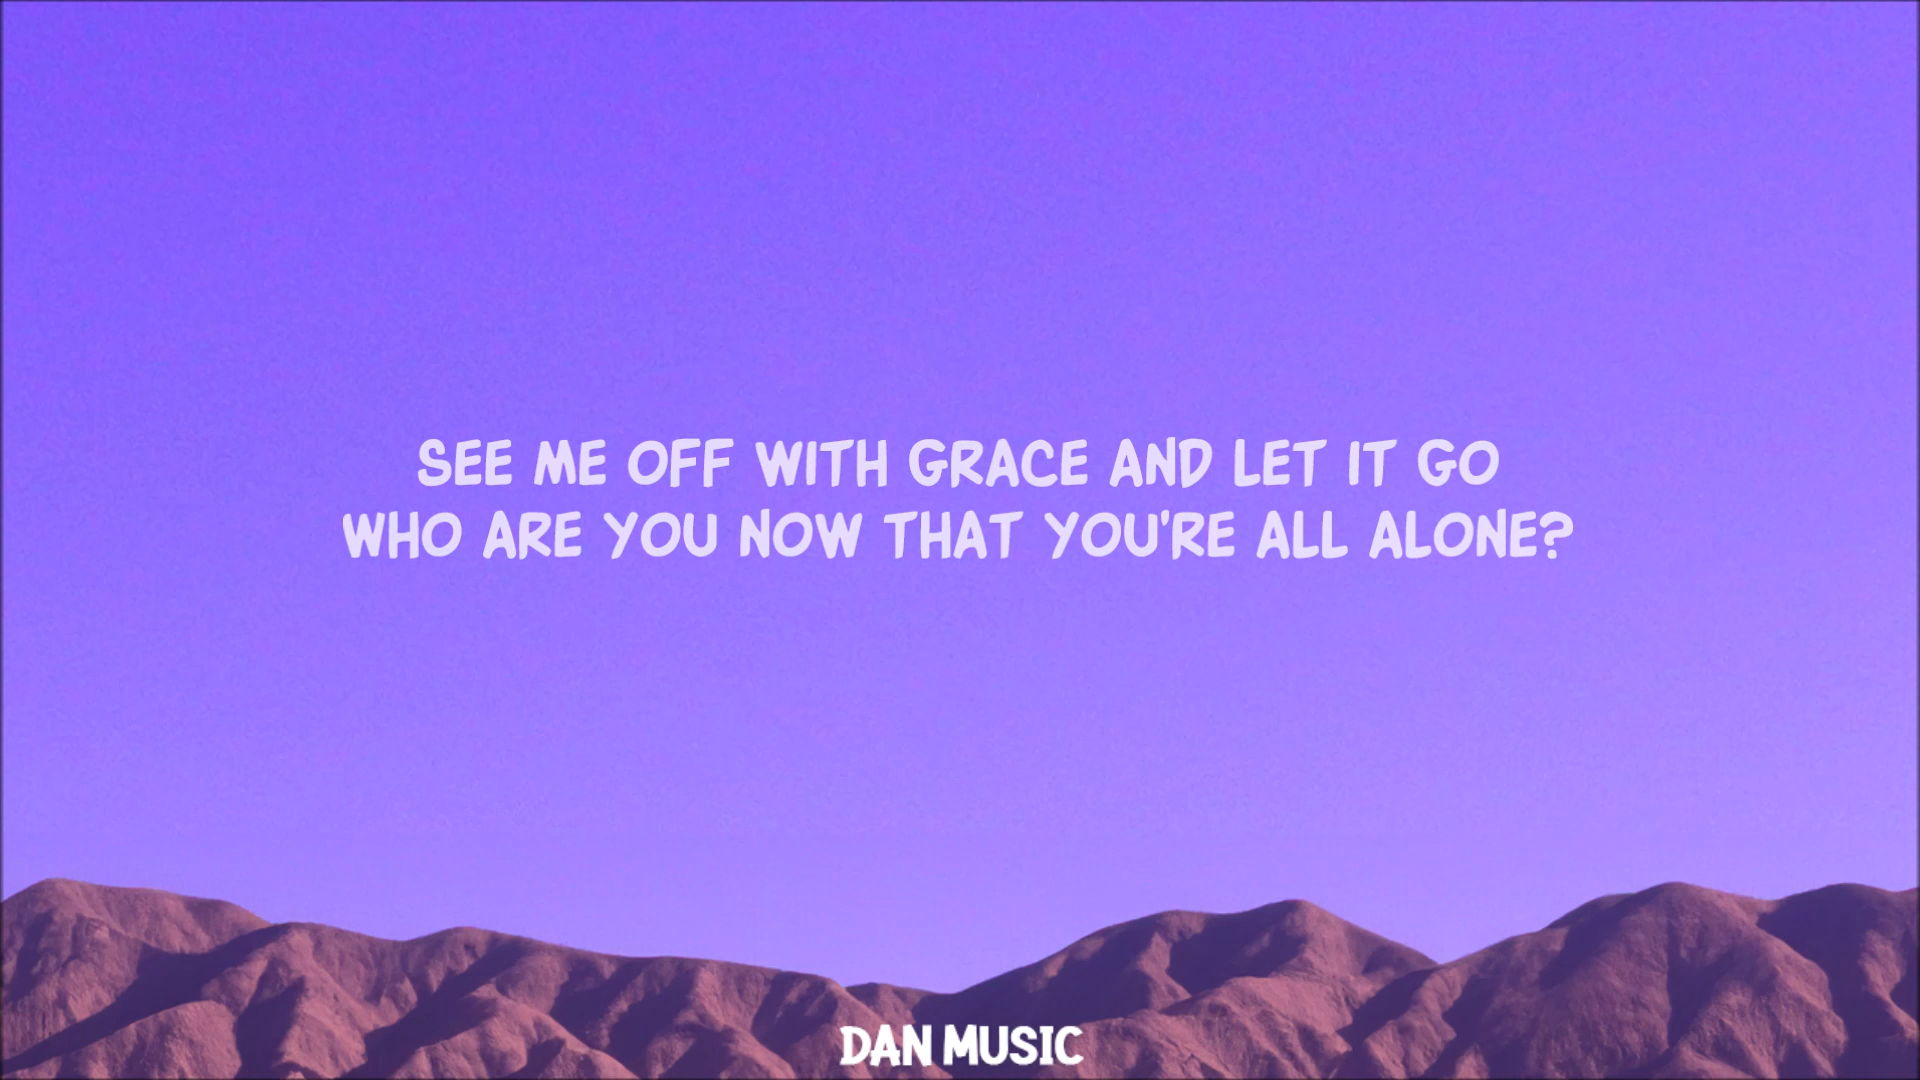 SEE ME OFF WITH GRACE AND LET IT GO
WHO ARE YOU NOW THAT YOU'RE ALL ALONE?
DAN MUSIC